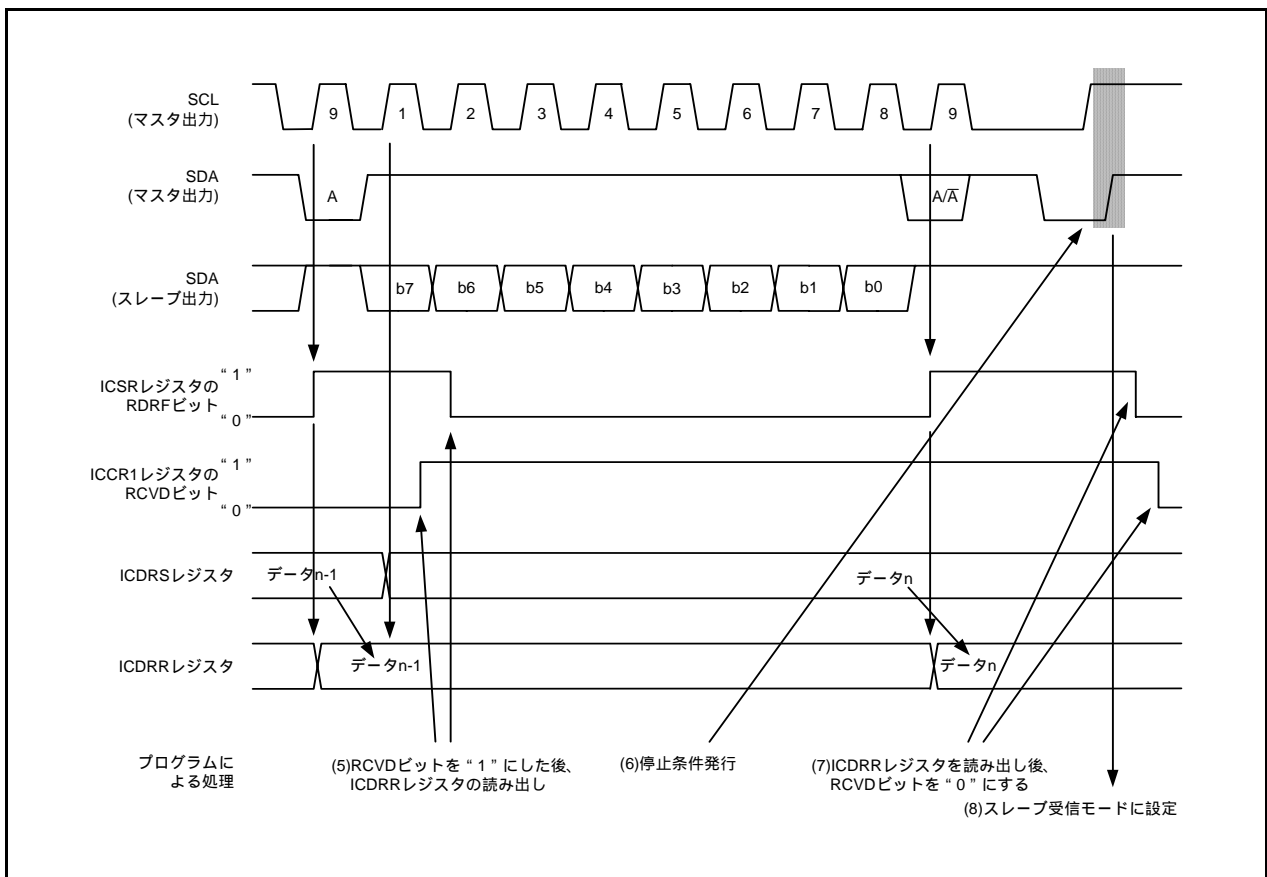 SCL
(マスタ出力)
9 1 2 3 4 5 6 7 8 9
SDA
(マスタ出力)
A A/A̅
SDA
(スレーブ出力)
b7 b6 b5 b4 b3 b2 b1 b0
ICSRレジスタの
RDRFビット
“ 1 ”
“ 0 ”
ICCR1レジスタの
RCVDビット
“ 1 ”
“ 0 ”
ICDRSレジスタ
データn-1 データn
ICDRRレジスタ
データn-1 データn
プログラムに
よる処理
(5)RCVDビットを “ 1 ” にした後、
ICDRRレジスタの読み出し
(6)停止条件発行
(7)ICDRRレジスタを読み出し後、
RCVDビットを “ 0 ” にする
(8)スレーブ受信モードに設定